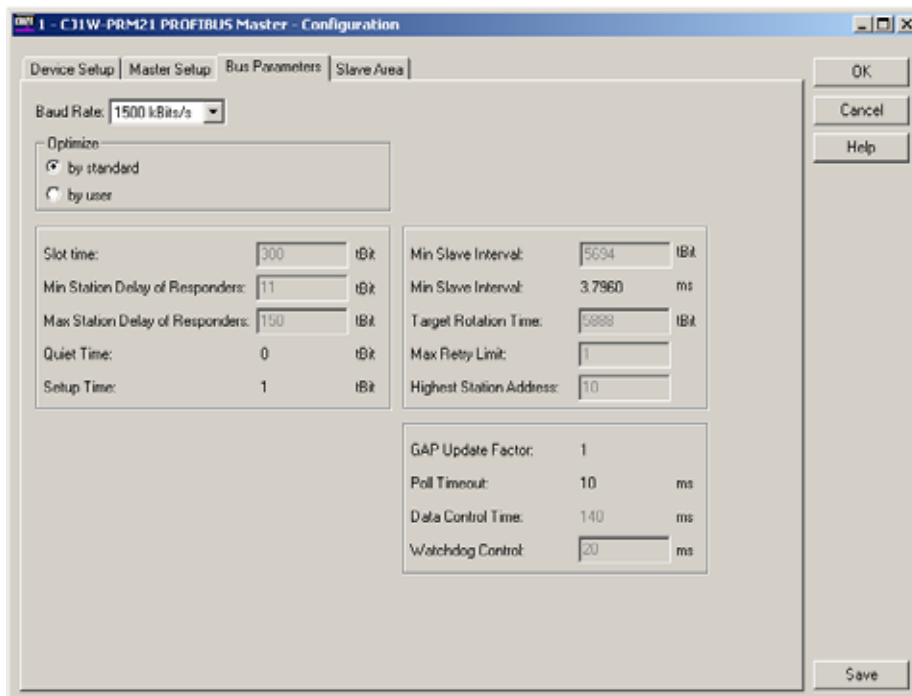 1 - CJ1W-PRM21 PROFIBUS Master - Configuration
Device Setup Master Setup Bus Parameters Slave Area
OK
Cancel
Help
Baud Rate: 1500 kBits/s
Optimize
by standard
by user
Slot time: 300 tBit
Min Station Delay of Responders: 11 tBit
Max Station Delay of Responders: 150 tBit
Quiet Time: 0 tBit
Setup Time: 1 tBit
Min Slave Interval: 5694 tBit
Min Slave Interval: 3.7960 ms
Target Rotation Time: 5888 tBit
Max Retry Limit: 1
Highest Station Address: 10
GAP Update Factor: 1
Poll Timeout: 10 ms
Data Control Time: 140 ms
Watchdog Control: 20 ms
Save